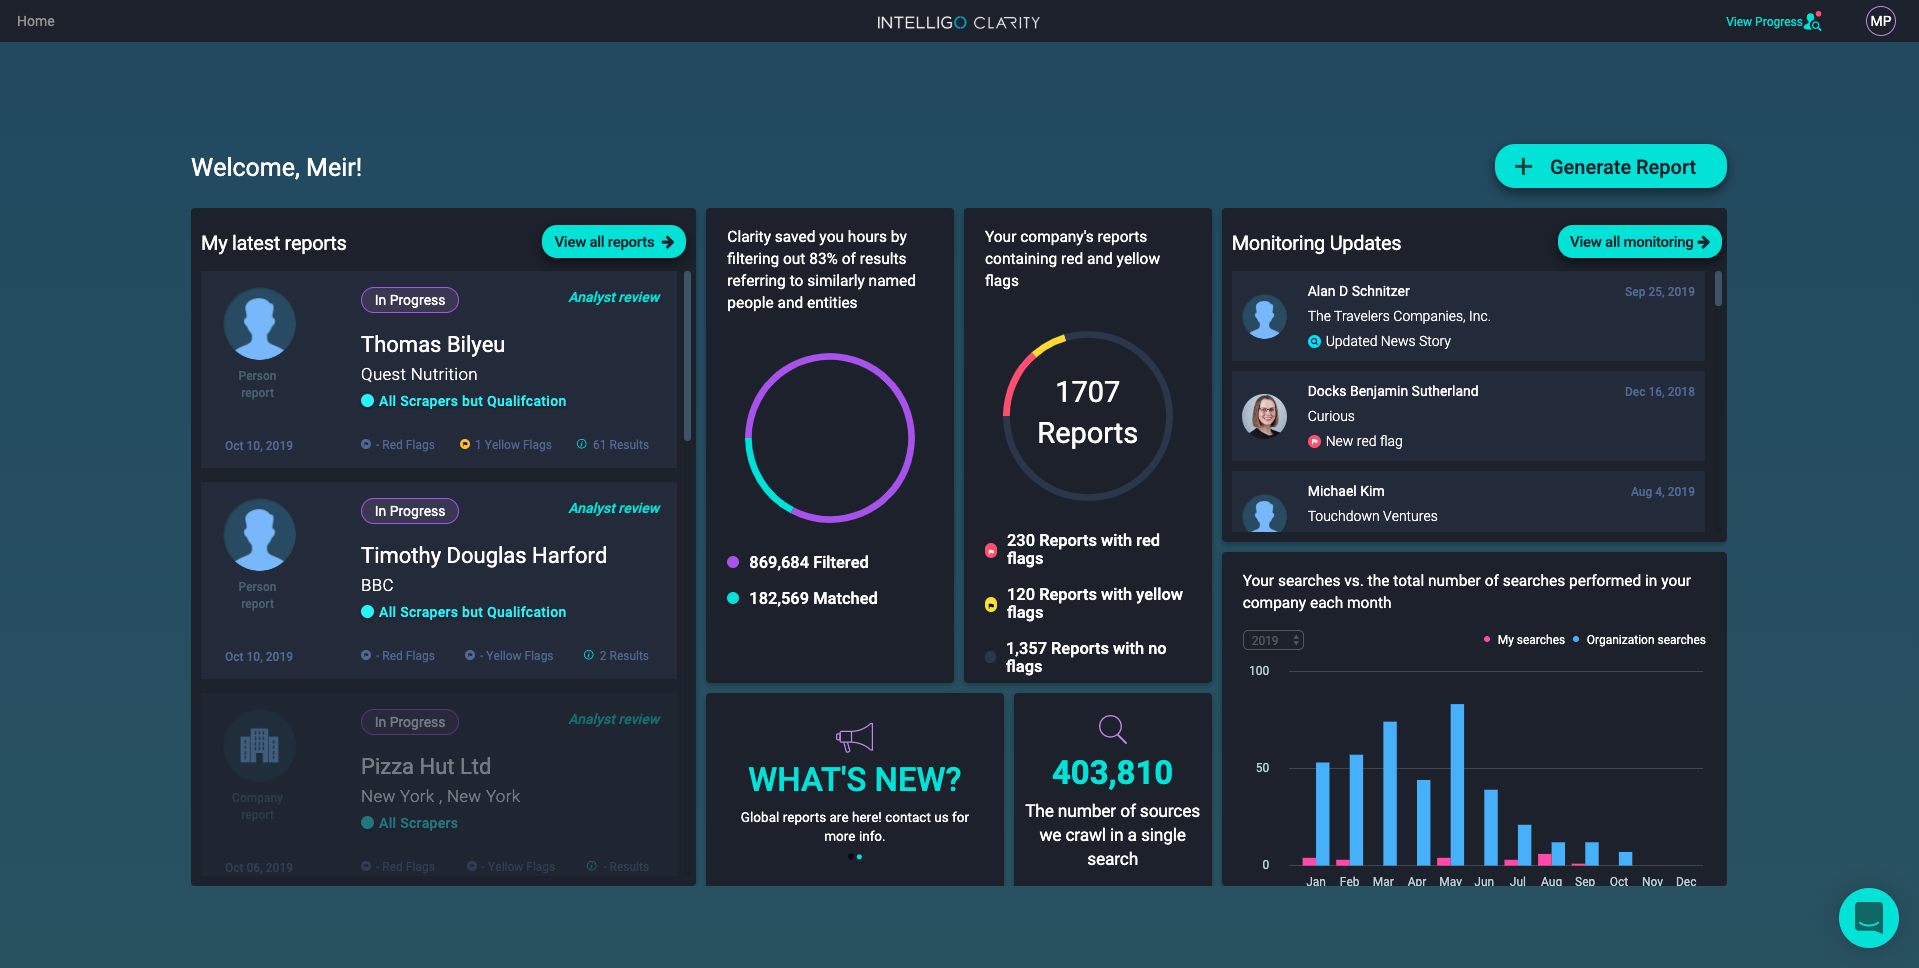 Home
INTELLIGO CLARITY
View Progress
MP
Welcome, Meir!
+ Generate Report
My latest reports
View all reports →
In Progress
Analyst review
Thomas Bilyeu
Quest Nutrition
All Scrapers but Qualifcation
Person
report
Oct 10, 2019
- Red Flags
1 Yellow Flags
61 Results
In Progress
Analyst review
Timothy Douglas Harford
BBC
All Scrapers but Qualifcation
Person
report
Oct 10, 2019
- Red Flags
- Yellow Flags
2 Results
In Progress
Analyst review
Pizza Hut Ltd
New York , New York
All Scrapers
Company
report
Oct 06, 2019
- Red Flags
- Yellow Flags
- Results
Clarity saved you hours by
filtering out 83% of results
referring to similarly named
people and entities
869,684 Filtered
182,569 Matched
Your company's reports
containing red and yellow
flags
1707
Reports
230 Reports with red
flags
120 Reports with yellow
flags
1,357 Reports with no
flags
WHAT'S NEW?
Global reports are here! contact us for
more info.
403,810
The number of sources
we crawl in a single
search
Monitoring Updates
View all monitoring →
Alan D Schnitzer
Sep 25, 2019
The Travelers Companies, Inc.
Updated News Story
Docks Benjamin Sutherland
Dec 16, 2018
Curious
New red flag
Michael Kim
Aug 4, 2019
Touchdown Ventures
Your searches vs. the total number of searches performed in your
company each month
2019
My searches
Organization searches
100
50
0
Jan Feb Mar Apr May Jun Jul Aug Sep Oct Nov Dec